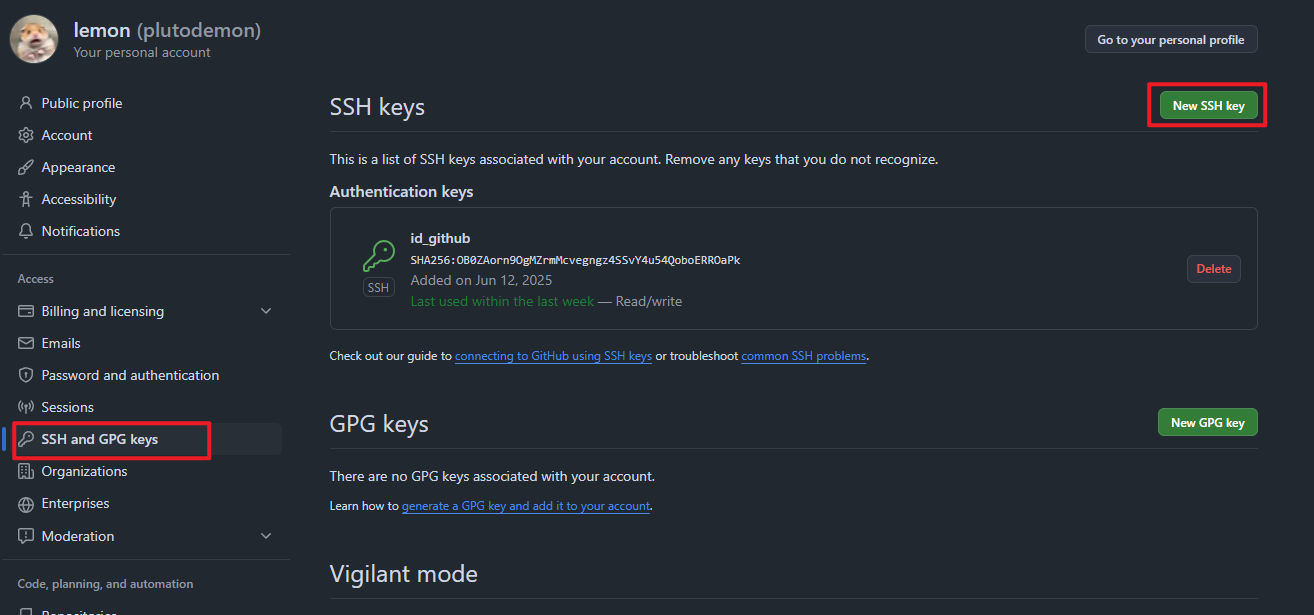 lemon (plutodemon)
Your personal account
Go to your personal profile
Public profile
Account
Appearance
Accessibility
Notifications
Access
Billing and licensing
Emails
Password and authentication
Sessions
SSH and GPG keys
Organizations
Enterprises
Moderation
Code, planning, and automation
Repositories
SSH keys
New SSH key
This is a list of SSH keys associated with your account. Remove any keys that you do not recognize.
Authentication keys
id_github
SHA256:OB0ZAorn9OgMZrmMcvegngz4SSvY4u54QoboERROaPk
Added on Jun 12, 2025
Last used within the last week — Read/write
SSH
Delete
Check out our guide to connecting to GitHub using SSH keys or troubleshoot common SSH problems.
GPG keys
New GPG key
There are no GPG keys associated with your account.
Learn how to generate a GPG key and add it to your account.
Vigilant mode